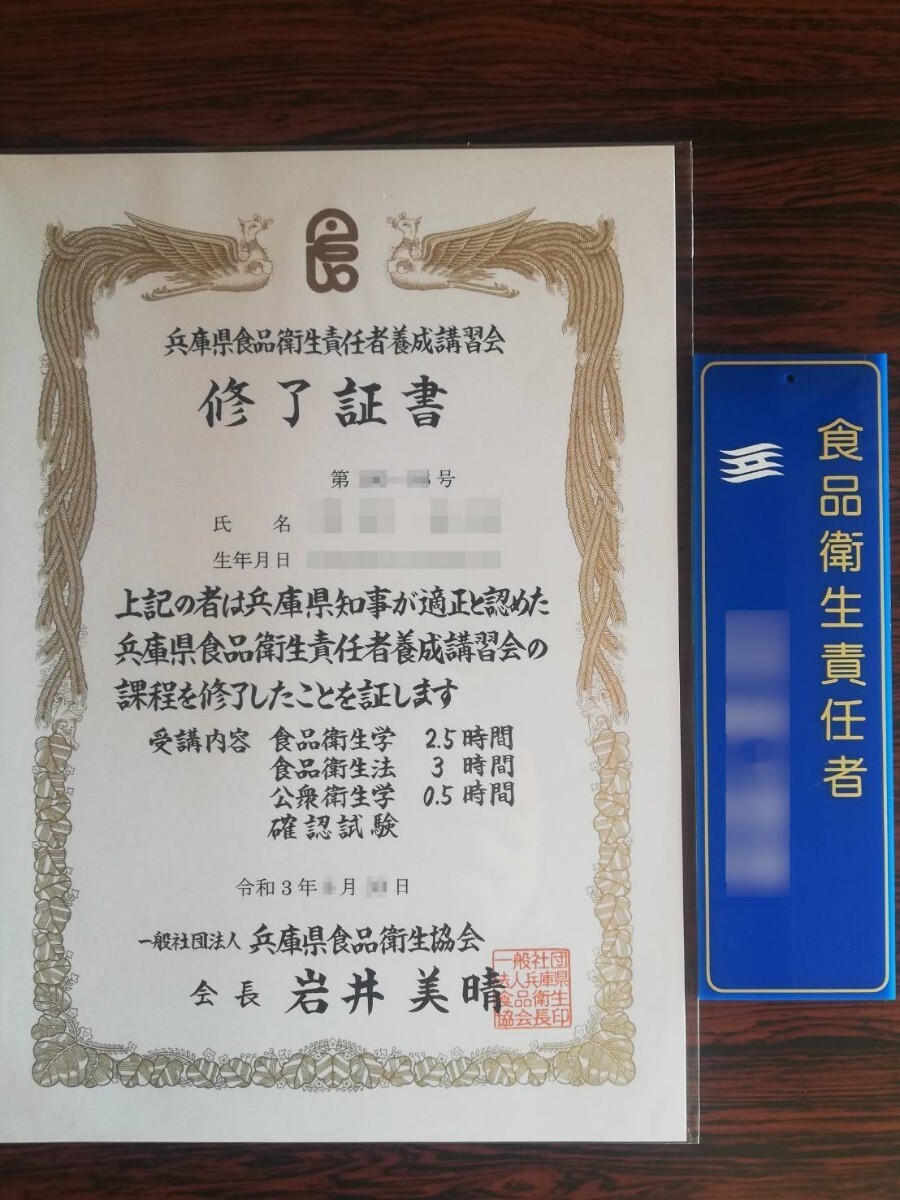 兵庫県食品衛生責任者養成講習会
修了証書
第 号
氏 名
生年月日
上記の者は兵庫県知事が適正と認めた
兵庫県食品衛生責任者養成講習会の
課程を修了したことを証します
受講内容 食品衛生学 2.5時間
食品衛生法 3時間
公衆衛生学 0.5時間
確認試験
令和3年 月 日
一般社団法人 兵庫県食品衛生協会
会長 岩井美晴
一般社団
法人兵庫県
食品衛生
協会長印
食品衛生責任者